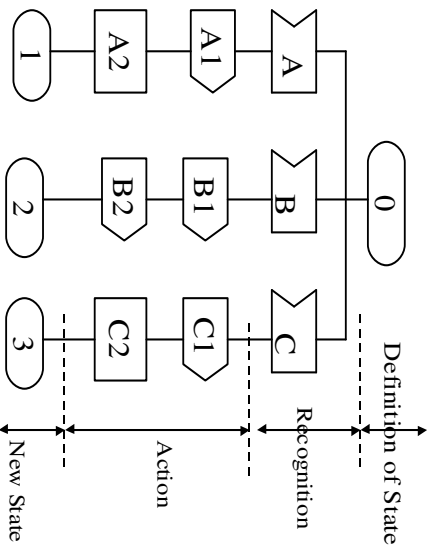 0
Definition of State
A
B
C
Recognition
A1
B1
C1
A2
B2
C2
Action
1
2
3
New State